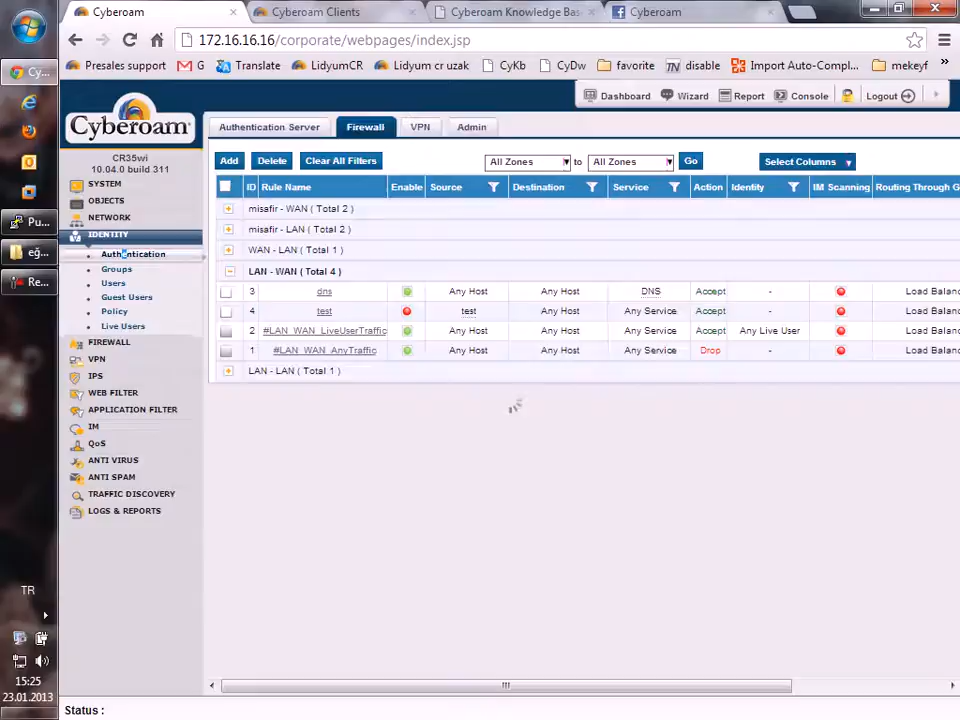 Cyberoam
Cyberoam Clients
Cyberoam Knowledge Bas
Cyberoam
172.16.16.16/corporate/webpages/index.jsp
Presales support
G
Translate
LidyumCR
Lidyum cr uzak
CyKb
CyDw
favorite
TN disable
Import Auto-Compl...
mekeyf
»
Dashboard
Wizard
Report
Console
Logout
Cyberoam
CR35wi
10.04.0 build 311
SYSTEM
OBJECTS
NETWORK
IDENTITY
Authentication
Groups
Users
Guest Users
Policy
Live Users
FIREWALL
VPN
IPS
WEB FILTER
APPLICATION FILTER
IM
QoS
ANTI VIRUS
ANTI SPAM
TRAFFIC DISCOVERY
LOGS & REPORTS
Authentication Server
Firewall
VPN
Admin
Add
Delete
Clear All Filters
All Zones
to
All Zones
Go
Select Columns
ID Rule Name Enable Source Destination Service Action Identity IM Scanning Routing Through G
misafir - WAN ( Total 2 )
misafir - LAN ( Total 2 )
WAN - LAN ( Total 1 )
LAN - WAN ( Total 4 )
3 dns Any Host Any Host DNS Accept - Load Balanc
4 test test Any Host Any Service Accept - Load Balanc
2 #LAN_WAN_LiveUserTraffic Any Host Any Host Any Service Accept Any Live User Load Balanc
1 #LAN_WAN_AnyTraffic Any Host Any Host Any Service Drop - Load Balanc
LAN - LAN ( Total 1 )
Cy...
Pu...
eğ...
Re...
TR
15:25
23.01.2013
Status :